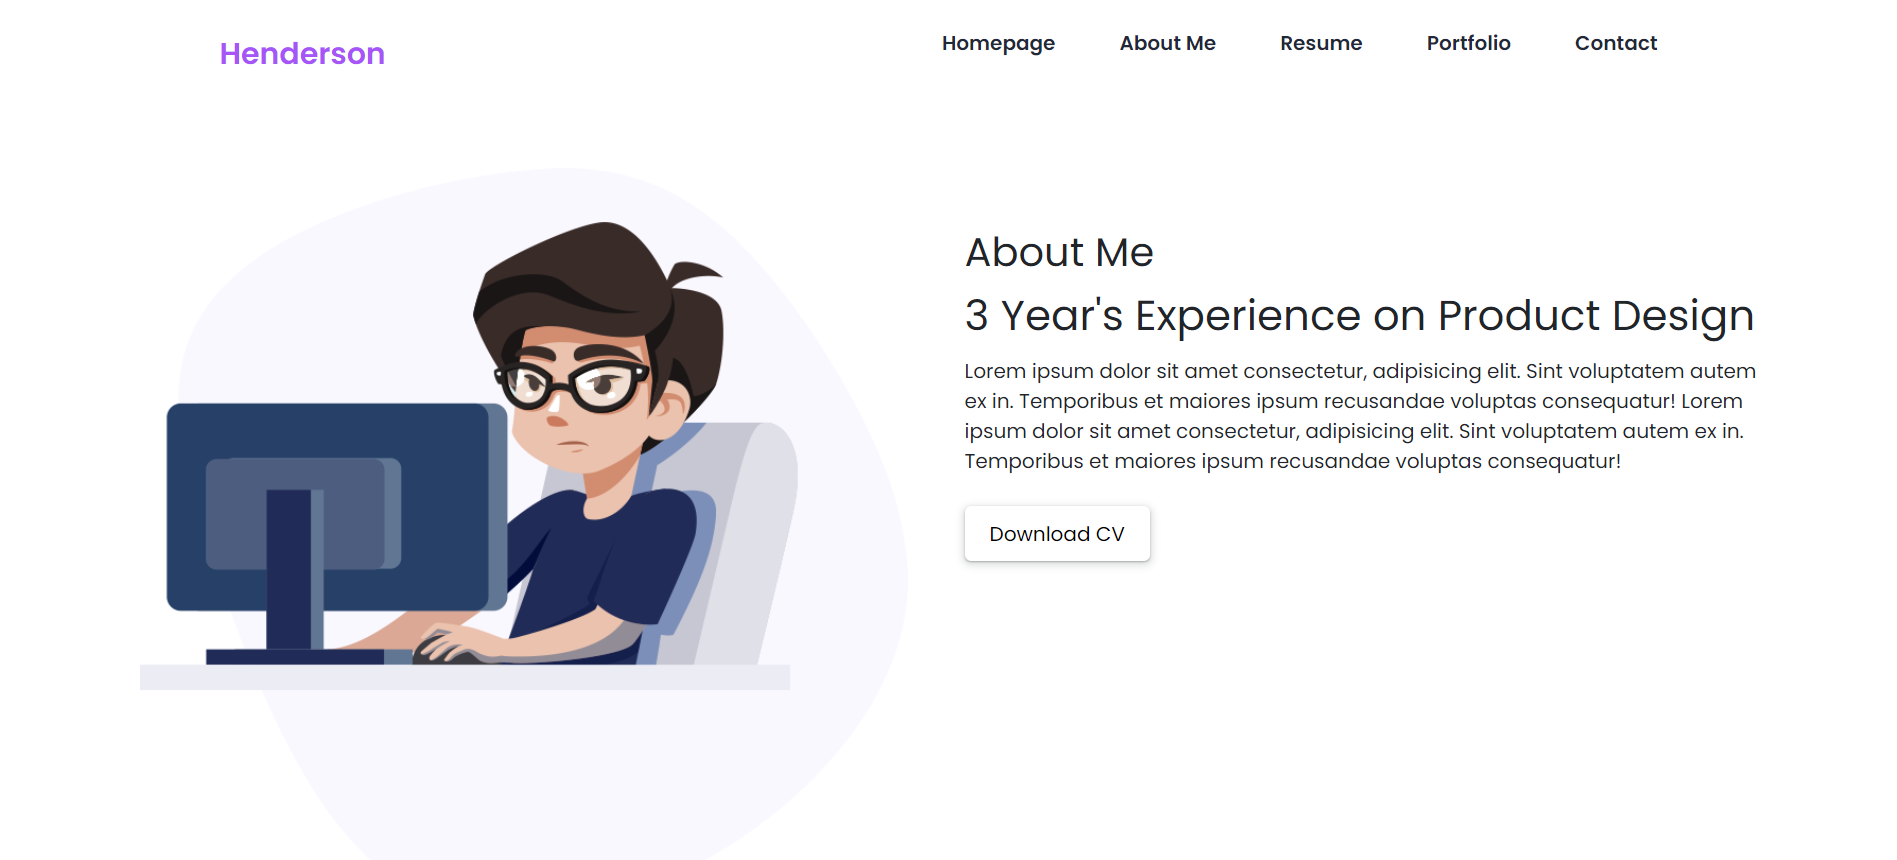 Henderson
Homepage About Me Resume Portfolio Contact
About Me
3 Year's Experience on Product Design
Lorem ipsum dolor sit amet consectetur, adipisicing elit. Sint voluptatem autem
ex in. Temporibus et maiores ipsum recusandae voluptas consequatur! Lorem
ipsum dolor sit amet consectetur, adipisicing elit. Sint voluptatem autem ex in.
Temporibus et maiores ipsum recusandae voluptas consequatur!
Download CV